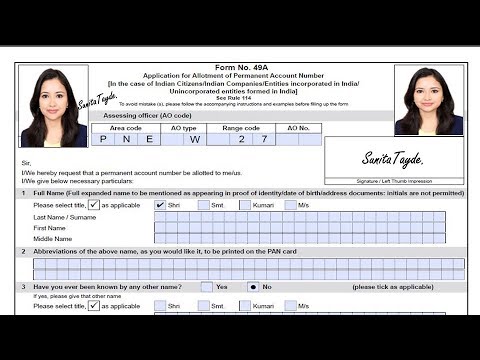 Form No. 49A
Application for Allotment of Permanent Account Number
[In the case of Indian Citizens/Indian Companies/Entities incorporated in India/
Unincorporated entities formed in India]
See Rule 114
To avoid mistake (s), please follow the accompanying instructions and examples before filling up the form
Sunita Tayde.
Assessing officer (AO code)
Area code AO type Range code AO No.
P N E W 2 7
Sunita Tayde.
Signature / Left Thumb Impression
Sir,
I/We hereby request that a permanent account number be allotted to me/us.
I/We give below necessary particulars:
1 Full Name (Full expanded name to be mentioned as appearing in proof of identity/date of birth/address documents: initials are not permitted)
Please select title, ✓ as applicable ✓ Shri Smt. Kumari M/s
Last Name / Surname
First Name
Middle Name
2 Abbreviations of the above name, as you would like it, to be printed on the PAN card
3 Have you ever been known by any other name? Yes No (please tick as applicable)
If yes, please give that other name
Please select title, ✓ as applicable Shri Smt. Kumari M/s